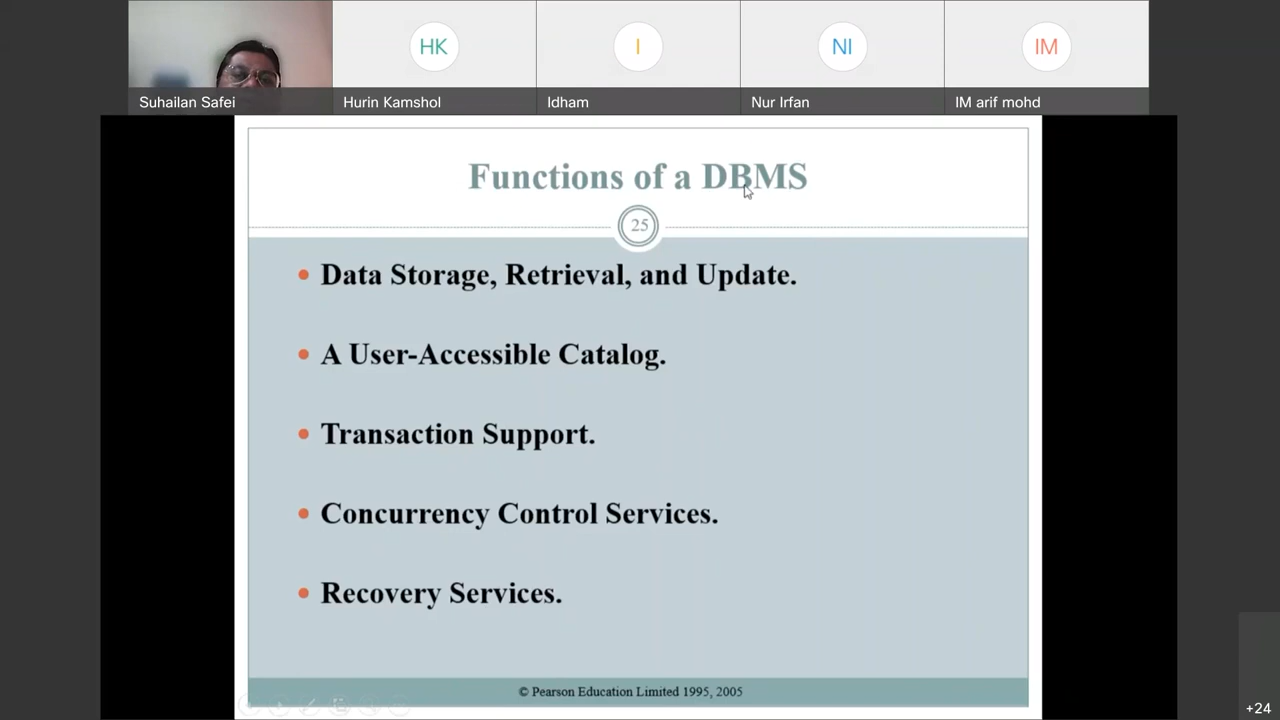 HK
I
NI
IM
Suhailan Safei
Hurin Kamshol
Idham
Nur Irfan
IM arif mohd
Functions of a DBMS
25
• Data Storage, Retrieval, and Update.
• A User-Accessible Catalog.
• Transaction Support.
• Concurrency Control Services.
• Recovery Services.
© Pearson Education Limited 1995, 2005
+24